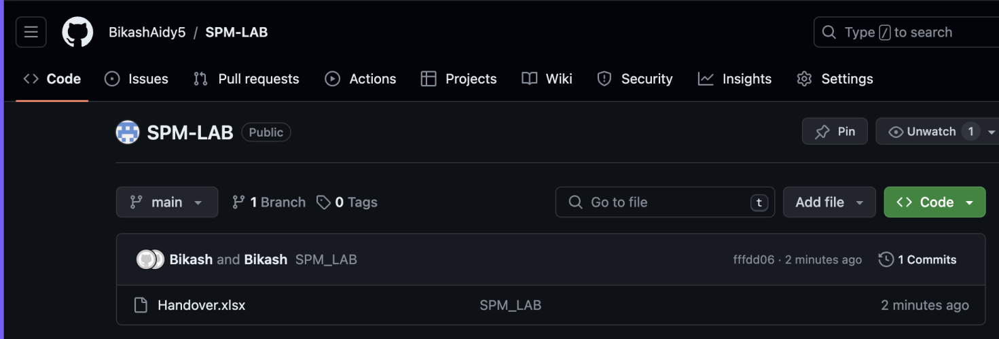 BikashAidy5 / SPM-LAB Type / to search
Code Issues Pull requests Actions Projects Wiki Security Insights Settings
SPM-LAB Public Pin Unwatch 1
main 1 Branch 0 Tags Go to file t Add file Code
Bikash and Bikash SPM_LAB fffdd06 · 2 minutes ago 1 Commits
Handover.xlsx SPM_LAB 2 minutes ago